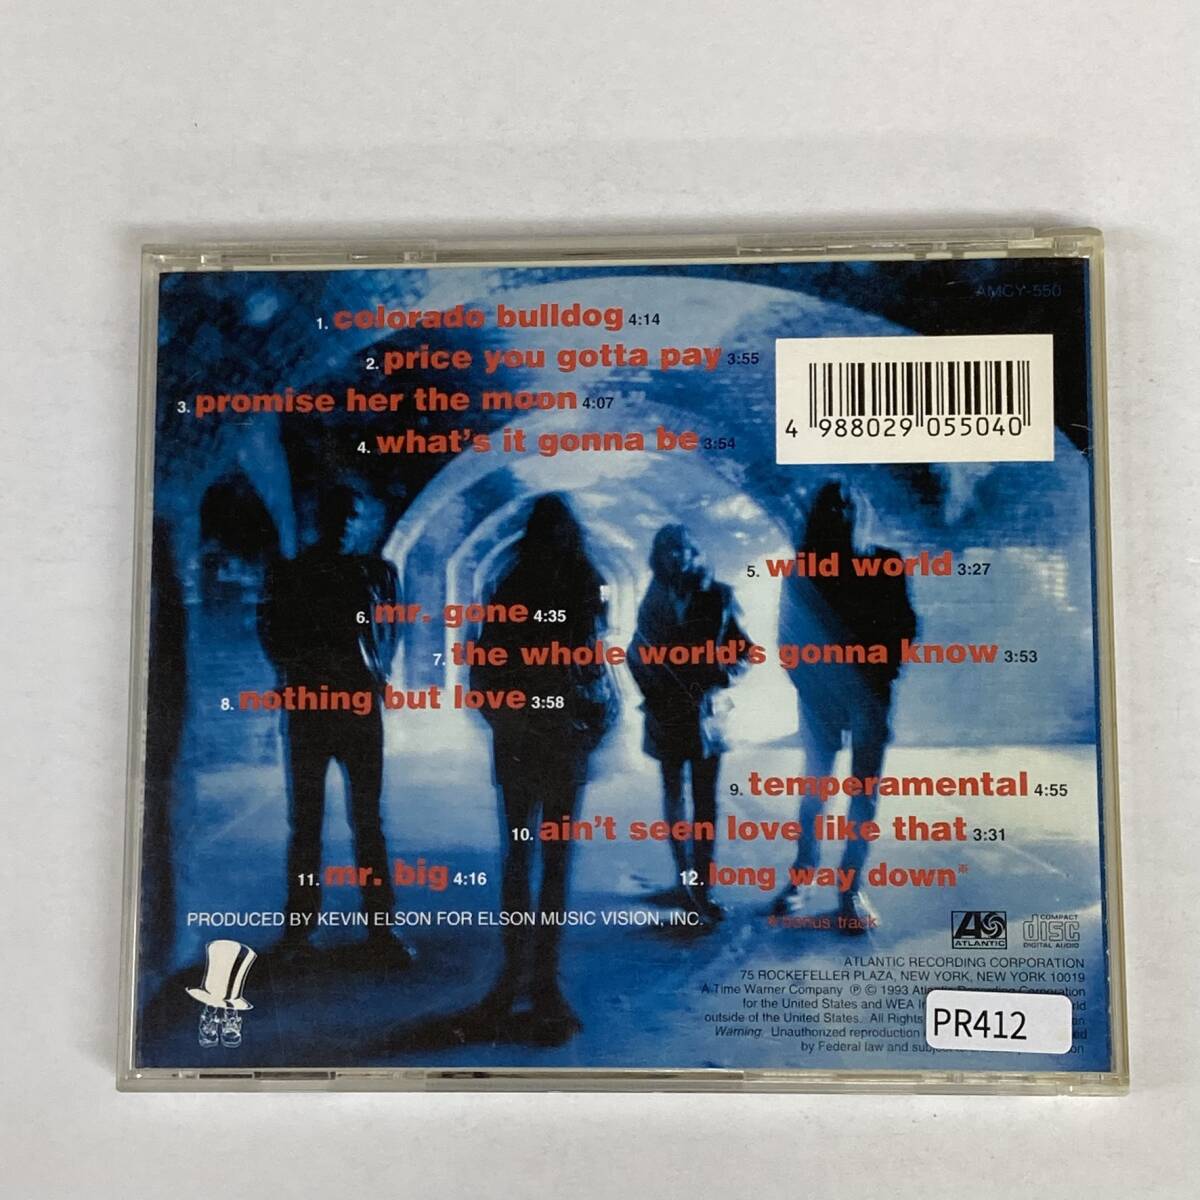 AMCY-550
1. colorado bulldog 4:14
2. price you gotta pay 3:55
3. promise her the moon 4:07
4. what's it gonna be 3:54
4 988029 055040
5. wild world 3:27
6. mr. gone 4:35
7. the whole world's gonna know 3:53
8. nothing but love 3:58
9. temperamental 4:55
10. ain't seen love like that 3:31
11. mr. big 4:16
12. long way down※
PRODUCED BY KEVIN ELSON FOR ELSON MUSIC VISION, INC.
※bonus track
ATLANTIC
COMPACT
disc
DIGITAL AUDIO
ATLANTIC RECORDING CORPORATION
75 ROCKEFELLER PLAZA, NEW YORK, NEW YORK 10019
A Time Warner Company ℗ © 1993 Atlantic Recording Corporation
for the United States and WEA
outside of the United States. All Rights
Warning: Unauthorized reproduction
by Federal law and
PR412